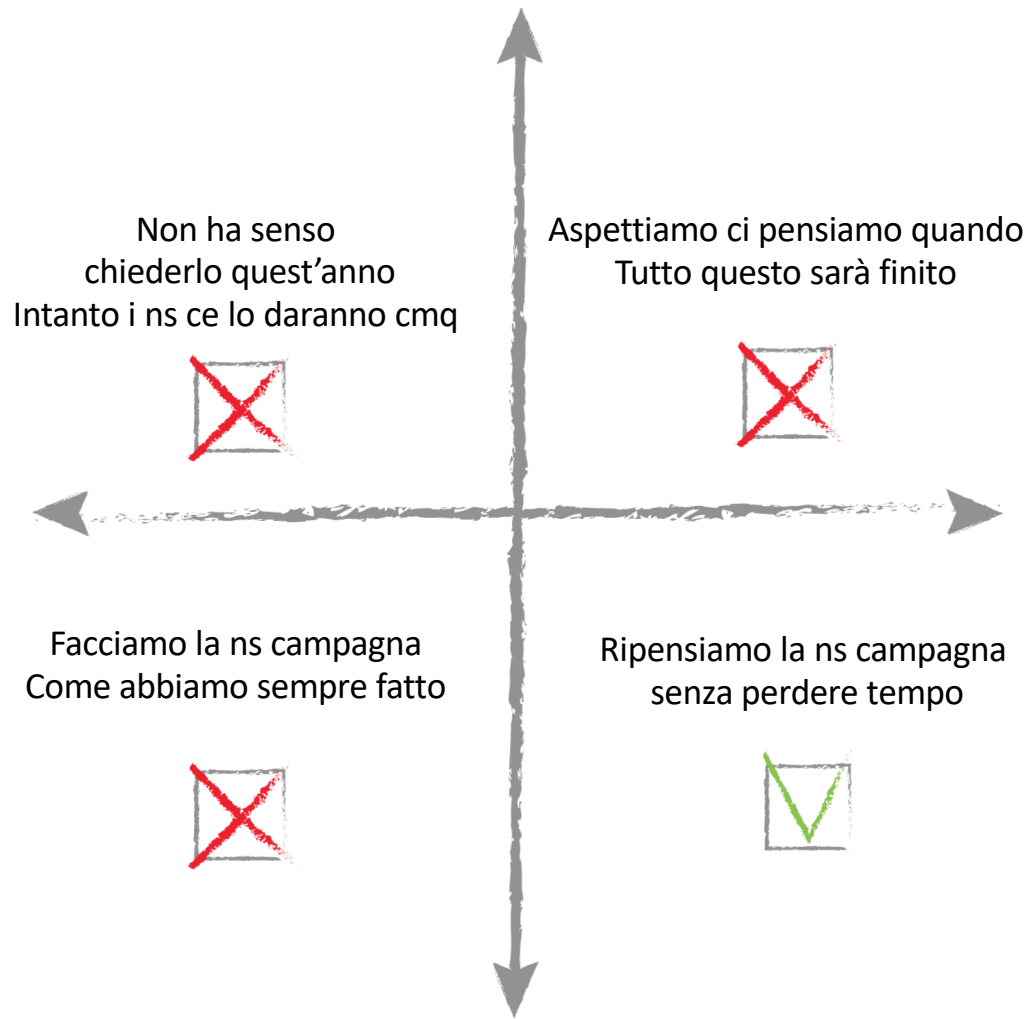 Non ha senso
chiederlo quest’anno
Intanto i ns ce lo daranno cmq
Aspettiamo ci pensiamo quando
Tutto questo sarà finito
Facciamo la ns campagna
Come abbiamo sempre fatto
Ripensiamo la ns campagna
senza perdere tempo